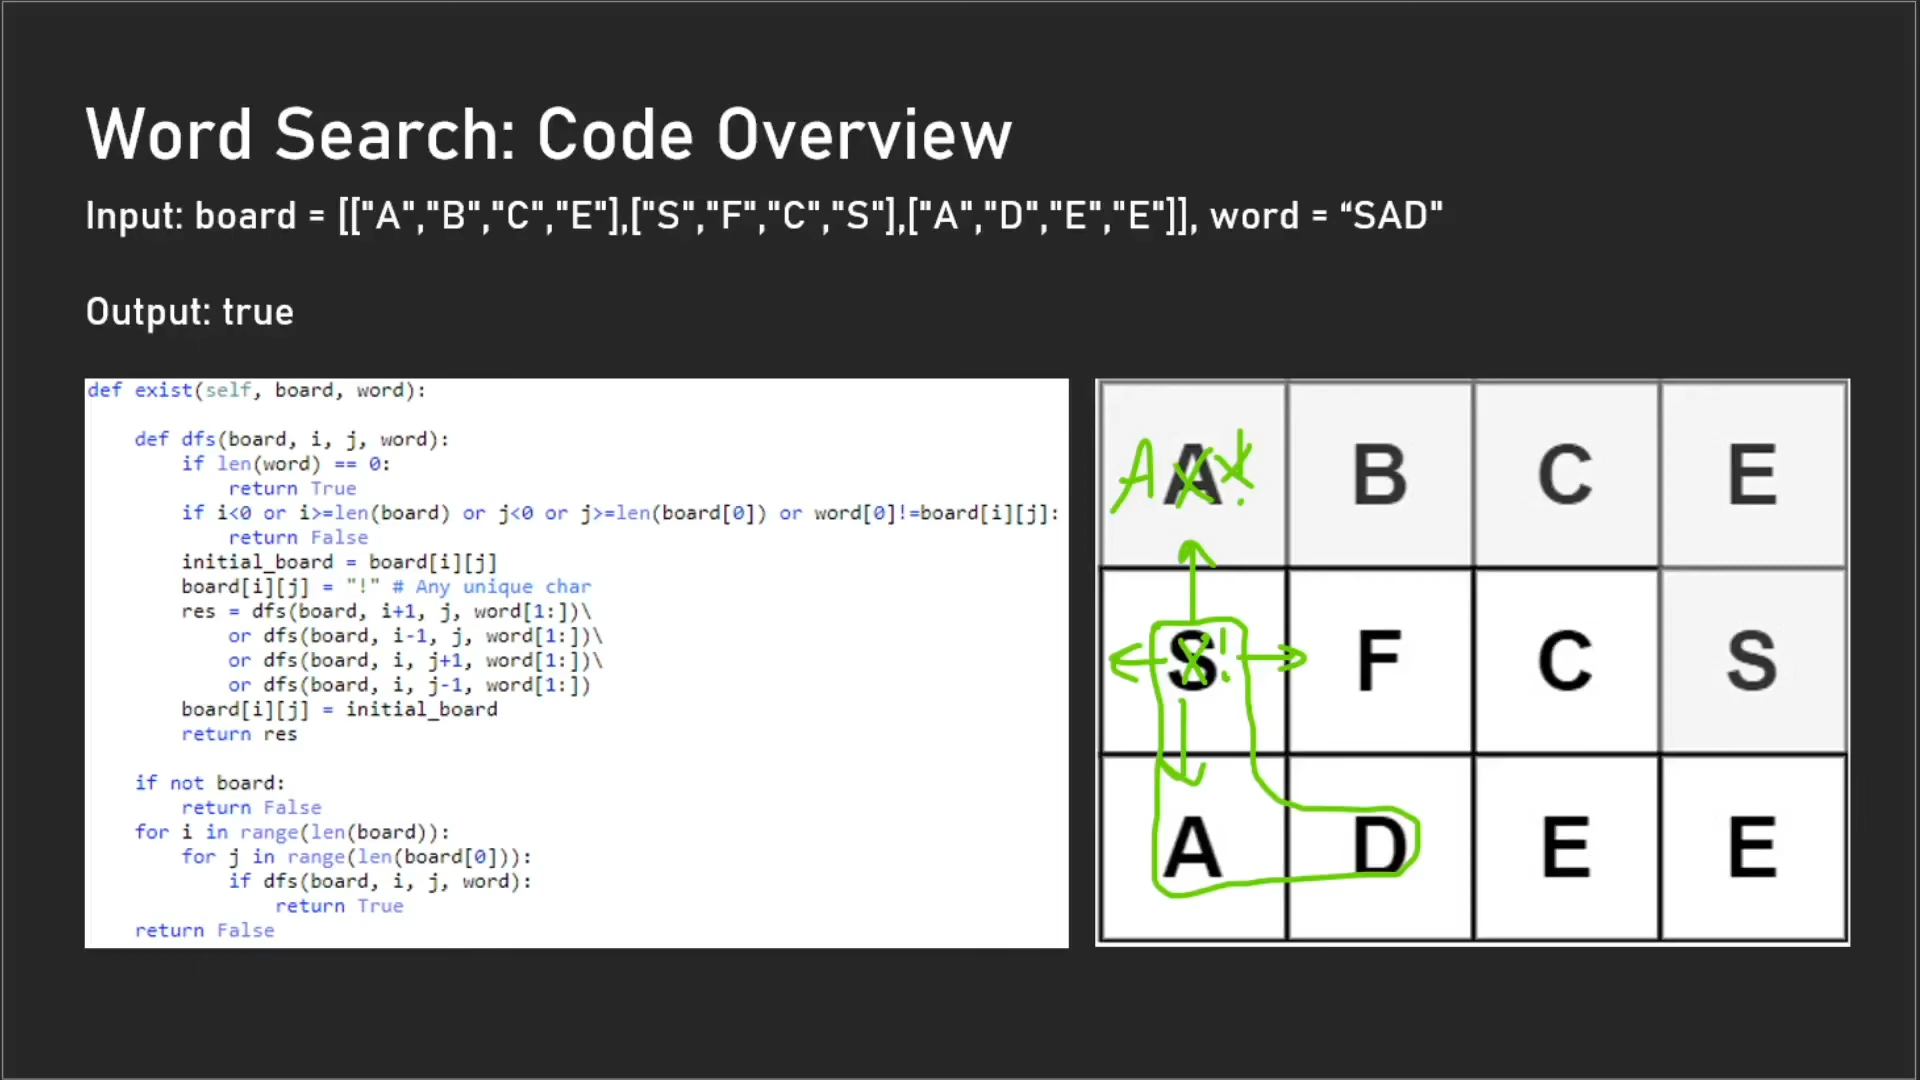 Word Search: Code Overview
Input: board = [["A","B","C","E"],["S","F","C","S"],["A","D","E","E"]], word = “SAD"
Output: true
def exist(self, board, word):
def dfs(board, i, j, word):
if len(word) == 0:
return True
if i<0 or i>=len(board) or j<0 or j>=len(board[0]) or word[0]!=board[i][j]:
return False
initial_board = board[i][j]
board[i][j] = "!" # Any unique char
res = dfs(board, i+1, j, word[1:])\
or dfs(board, i-1, j, word[1:])\
or dfs(board, i, j+1, word[1:])\
or dfs(board, i, j-1, word[1:])
board[i][j] = initial_board
return res
if not board:
return False
for i in range(len(board)):
for j in range(len(board[0])):
if dfs(board, i, j, word):
return True
return False
A A ! B C E
S ! F C S
A D E E